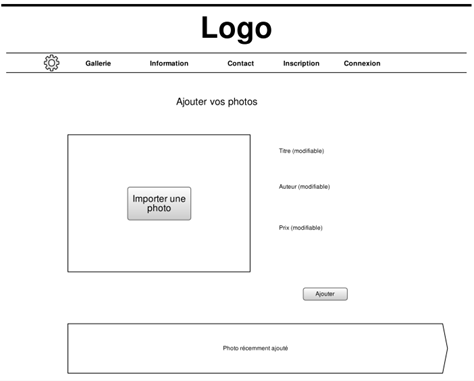 Logo
Gallerie Information Contact Inscription Connexion
Ajouter vos photos
Titre (modifiable)
Auteur (modifiable)
Importer une
photo
Prix (modifiable)
Ajouter
Photo récemment ajouté